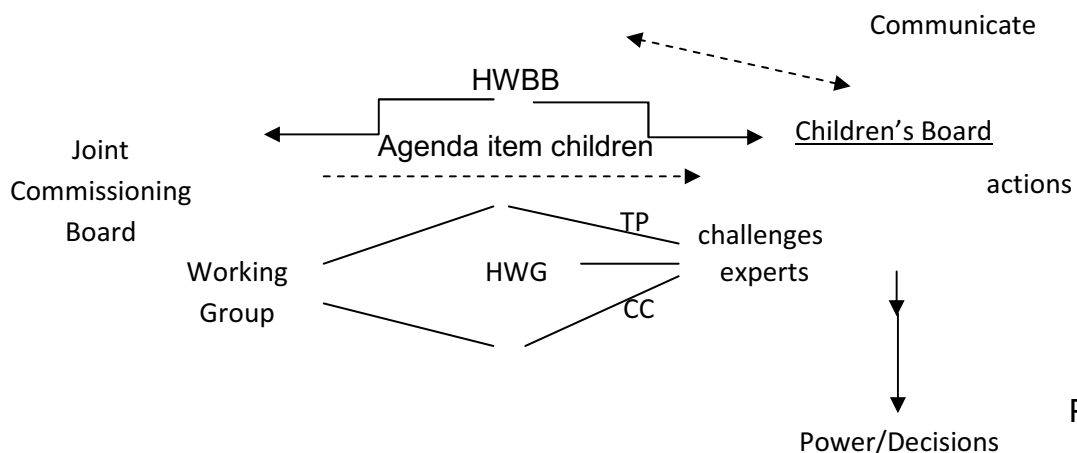 Communicate
HWBB
Children's Board
Agenda item children
Joint
Commissioning
Board
actions
TP
challenges
experts
Working
Group
HWG
CC
Power/Decisions